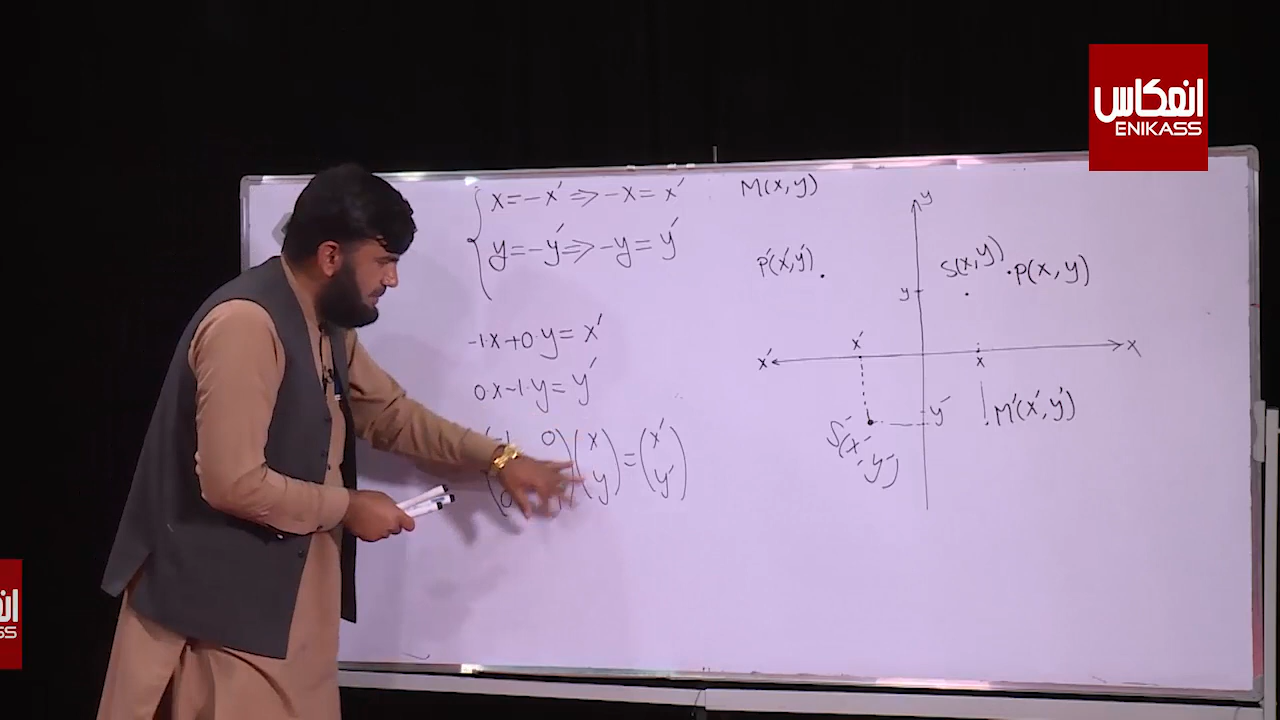 انعکاس
ENIKASS
x=-x′⇒-x=x′
y=-y′⇒-y=y′
-1·x+0·y=x′
0·x-1·y=y′
(x y)=(x′ y′)
M(x,y)
y
P′(x′,y′)
S(x,y)
P(x,y)
y
x′
x′
x
x
y′
M′(x′,y′)
S′(x′,y′)